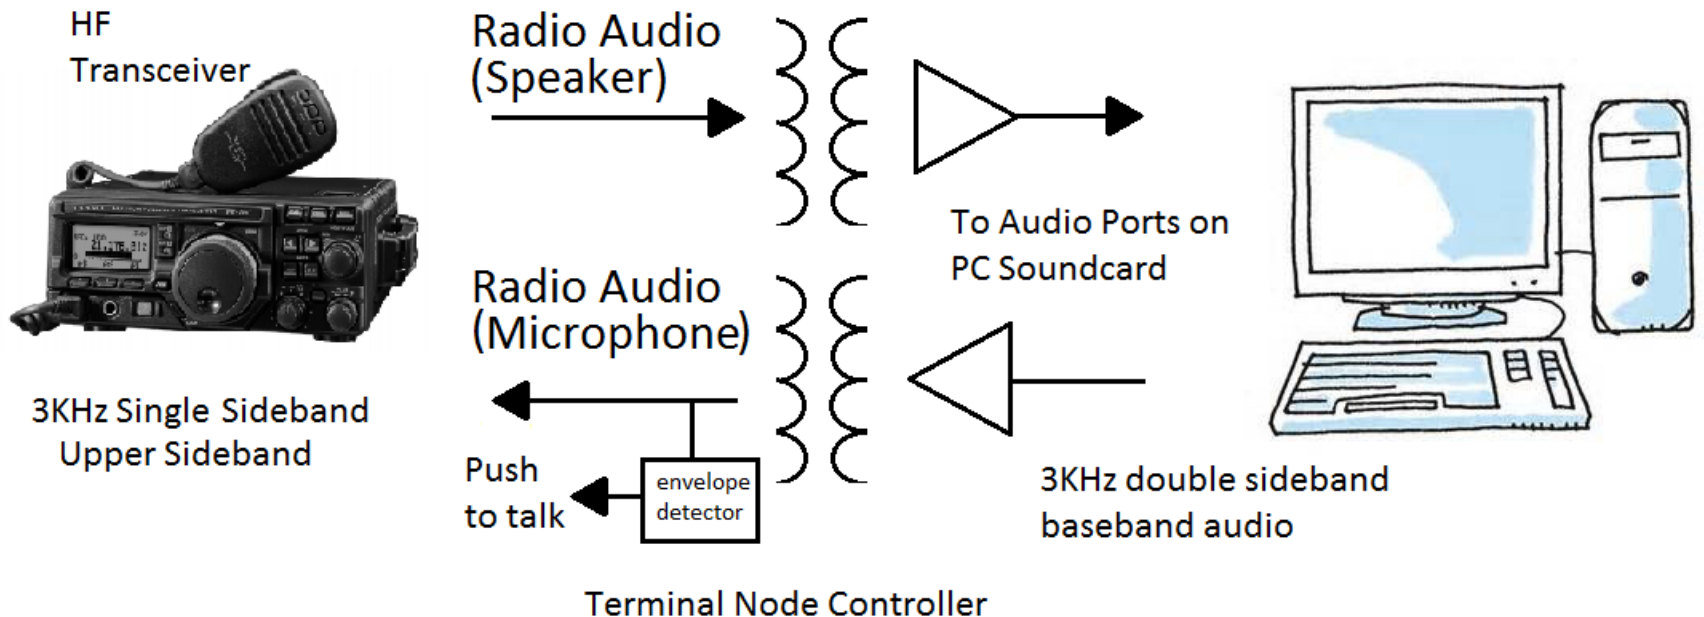 HF
Transceiver
Radio Audio
(Speaker)
To Audio Ports on
PC Soundcard
Radio Audio
(Microphone)
3KHz Single Sideband
Upper Sideband
Push
to talk
envelope
detector
3KHz double sideband
baseband audio
Terminal Node Controller